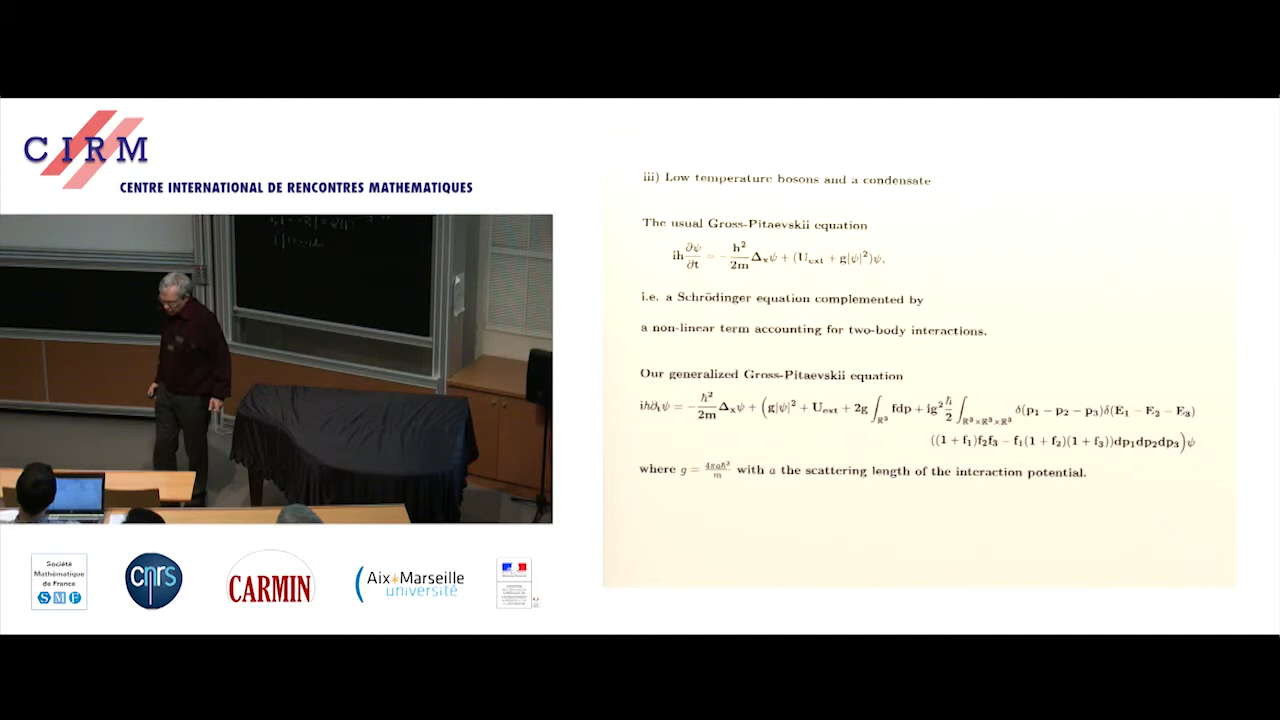 CIRM
CENTRE INTERNATIONAL DE RENCONTRES MATHEMATIQUES
iii) Low temperature bosons and a condensate
The usual Gross-Pitaevskii equation
ih ∂ψ/∂t = - h²/2m Δₓψ + (U_ext + g|ψ|²)ψ,
i.e. a Schrödinger equation complemented by
a non-linear term accounting for two-body interactions.
Our generalized Gross-Pitaevskii equation
iħ∂ₜψ = - ħ²/2m Δₓψ + (g|ψ|² + U_ext + 2g ∫_ℝ³ fdp + ig² ħ/2 ∫_ℝ³×ℝ³×ℝ³ δ(p₁ - p₂ - p₃)δ(E₁ - E₂ - E₃)
((1 + f₁)f₂f₃ - f₁(1 + f₂)(1 + f₃))dp₁dp₂dp₃)ψ
where g = 4πaħ²/m with a the scattering length of the interaction potential.
Société
Mathématique
de France
SMF
cnrs
CARMIN
Aix*Marseille
université